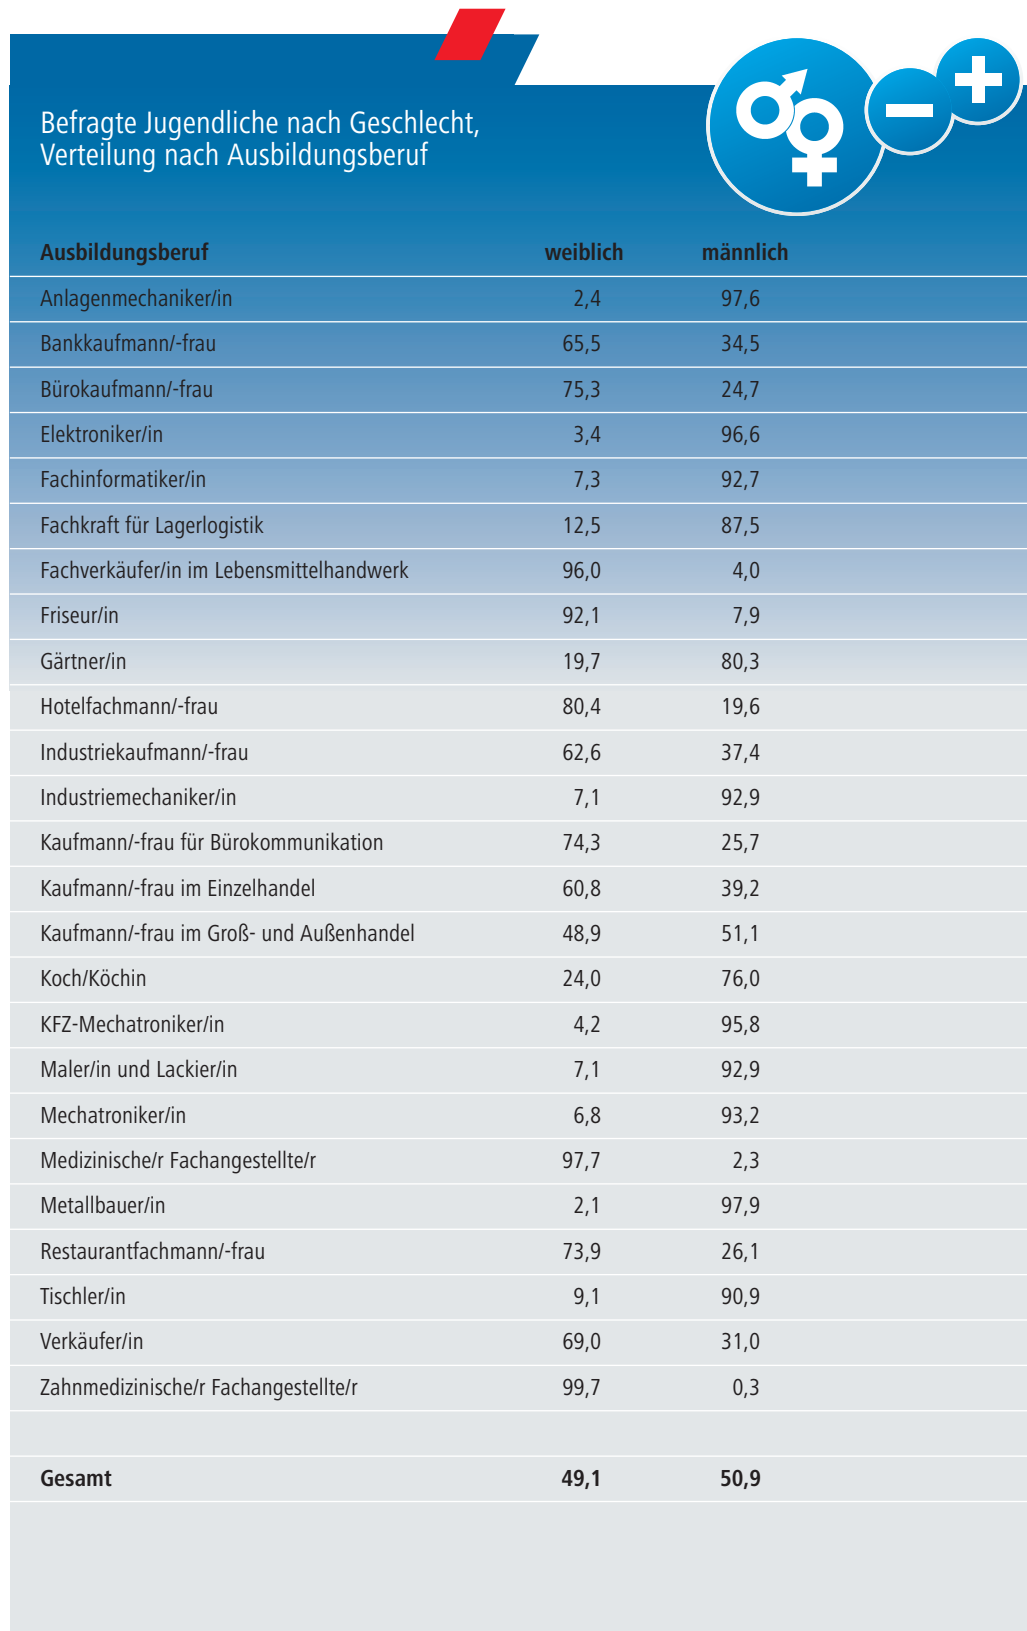 Befragte Jugendliche nach Geschlecht,
Verteilung nach Ausbildungsberuf
Ausbildungsberuf weiblich männlich
Anlagenmechaniker/in 2,4 97,6
Bankkaufmann/-frau 65,5 34,5
Bürokaufmann/-frau 75,3 24,7
Elektroniker/in 3,4 96,6
Fachinformatiker/in 7,3 92,7
Fachkraft für Lagerlogistik 12,5 87,5
Fachverkäufer/in im Lebensmittelhandwerk 96,0 4,0
Friseur/in 92,1 7,9
Gärtner/in 19,7 80,3
Hotelfachmann/-frau 80,4 19,6
Industriekaufmann/-frau 62,6 37,4
Industriemechaniker/in 7,1 92,9
Kaufmann/-frau für Bürokommunikation 74,3 25,7
Kaufmann/-frau im Einzelhandel 60,8 39,2
Kaufmann/-frau im Groß- und Außenhandel 48,9 51,1
Koch/Köchin 24,0 76,0
KFZ-Mechatroniker/in 4,2 95,8
Maler/in und Lackier/in 7,1 92,9
Mechatroniker/in 6,8 93,2
Medizinische/r Fachangestellte/r 97,7 2,3
Metallbauer/in 2,1 97,9
Restaurantfachmann/-frau 73,9 26,1
Tischler/in 9,1 90,9
Verkäufer/in 69,0 31,0
Zahnmedizinische/r Fachangestellte/r 99,7 0,3
Gesamt 49,1 50,9